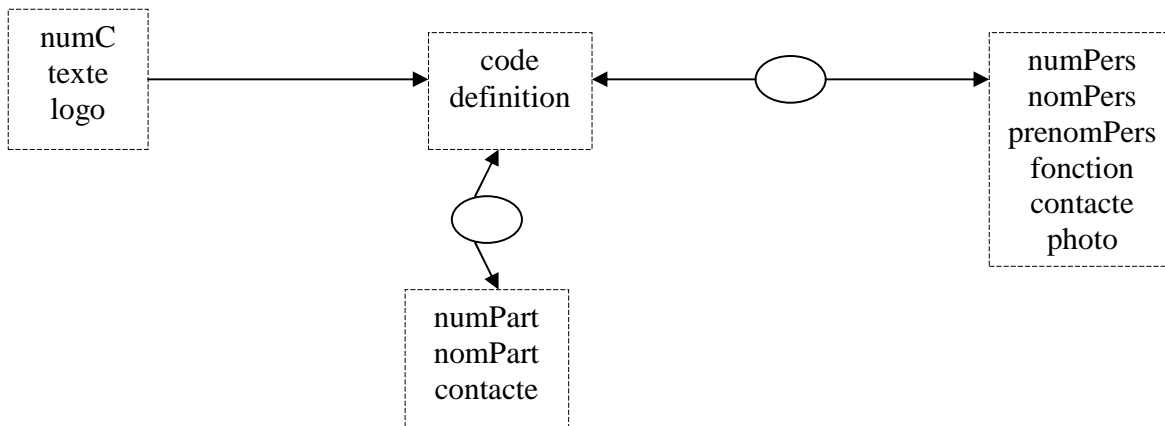 numC
texte
logo
code
definition
numPers
nomPers
prenomPers
fonction
contacte
photo
numPart
nomPart
contacte